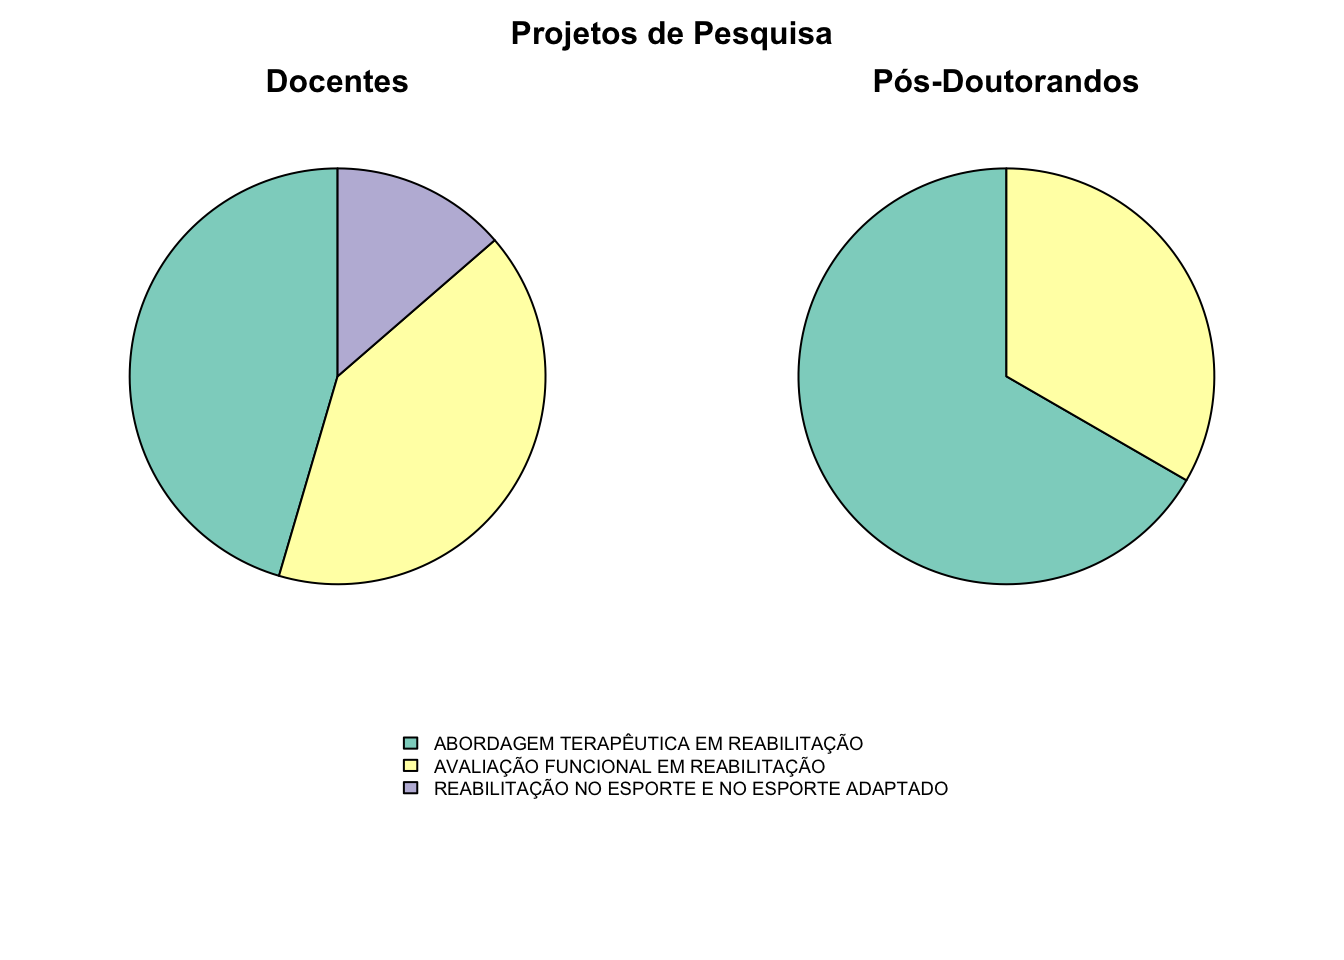 Projetos de Pesquisa
Docentes
Pós-Doutorandos
ABORDAGEM TERAPÊUTICA EM REABILITAÇÃO
AVALIAÇÃO FUNCIONAL EM REABILITAÇÃO
REABILITAÇÃO NO ESPORTE E NO ESPORTE ADAPTADO